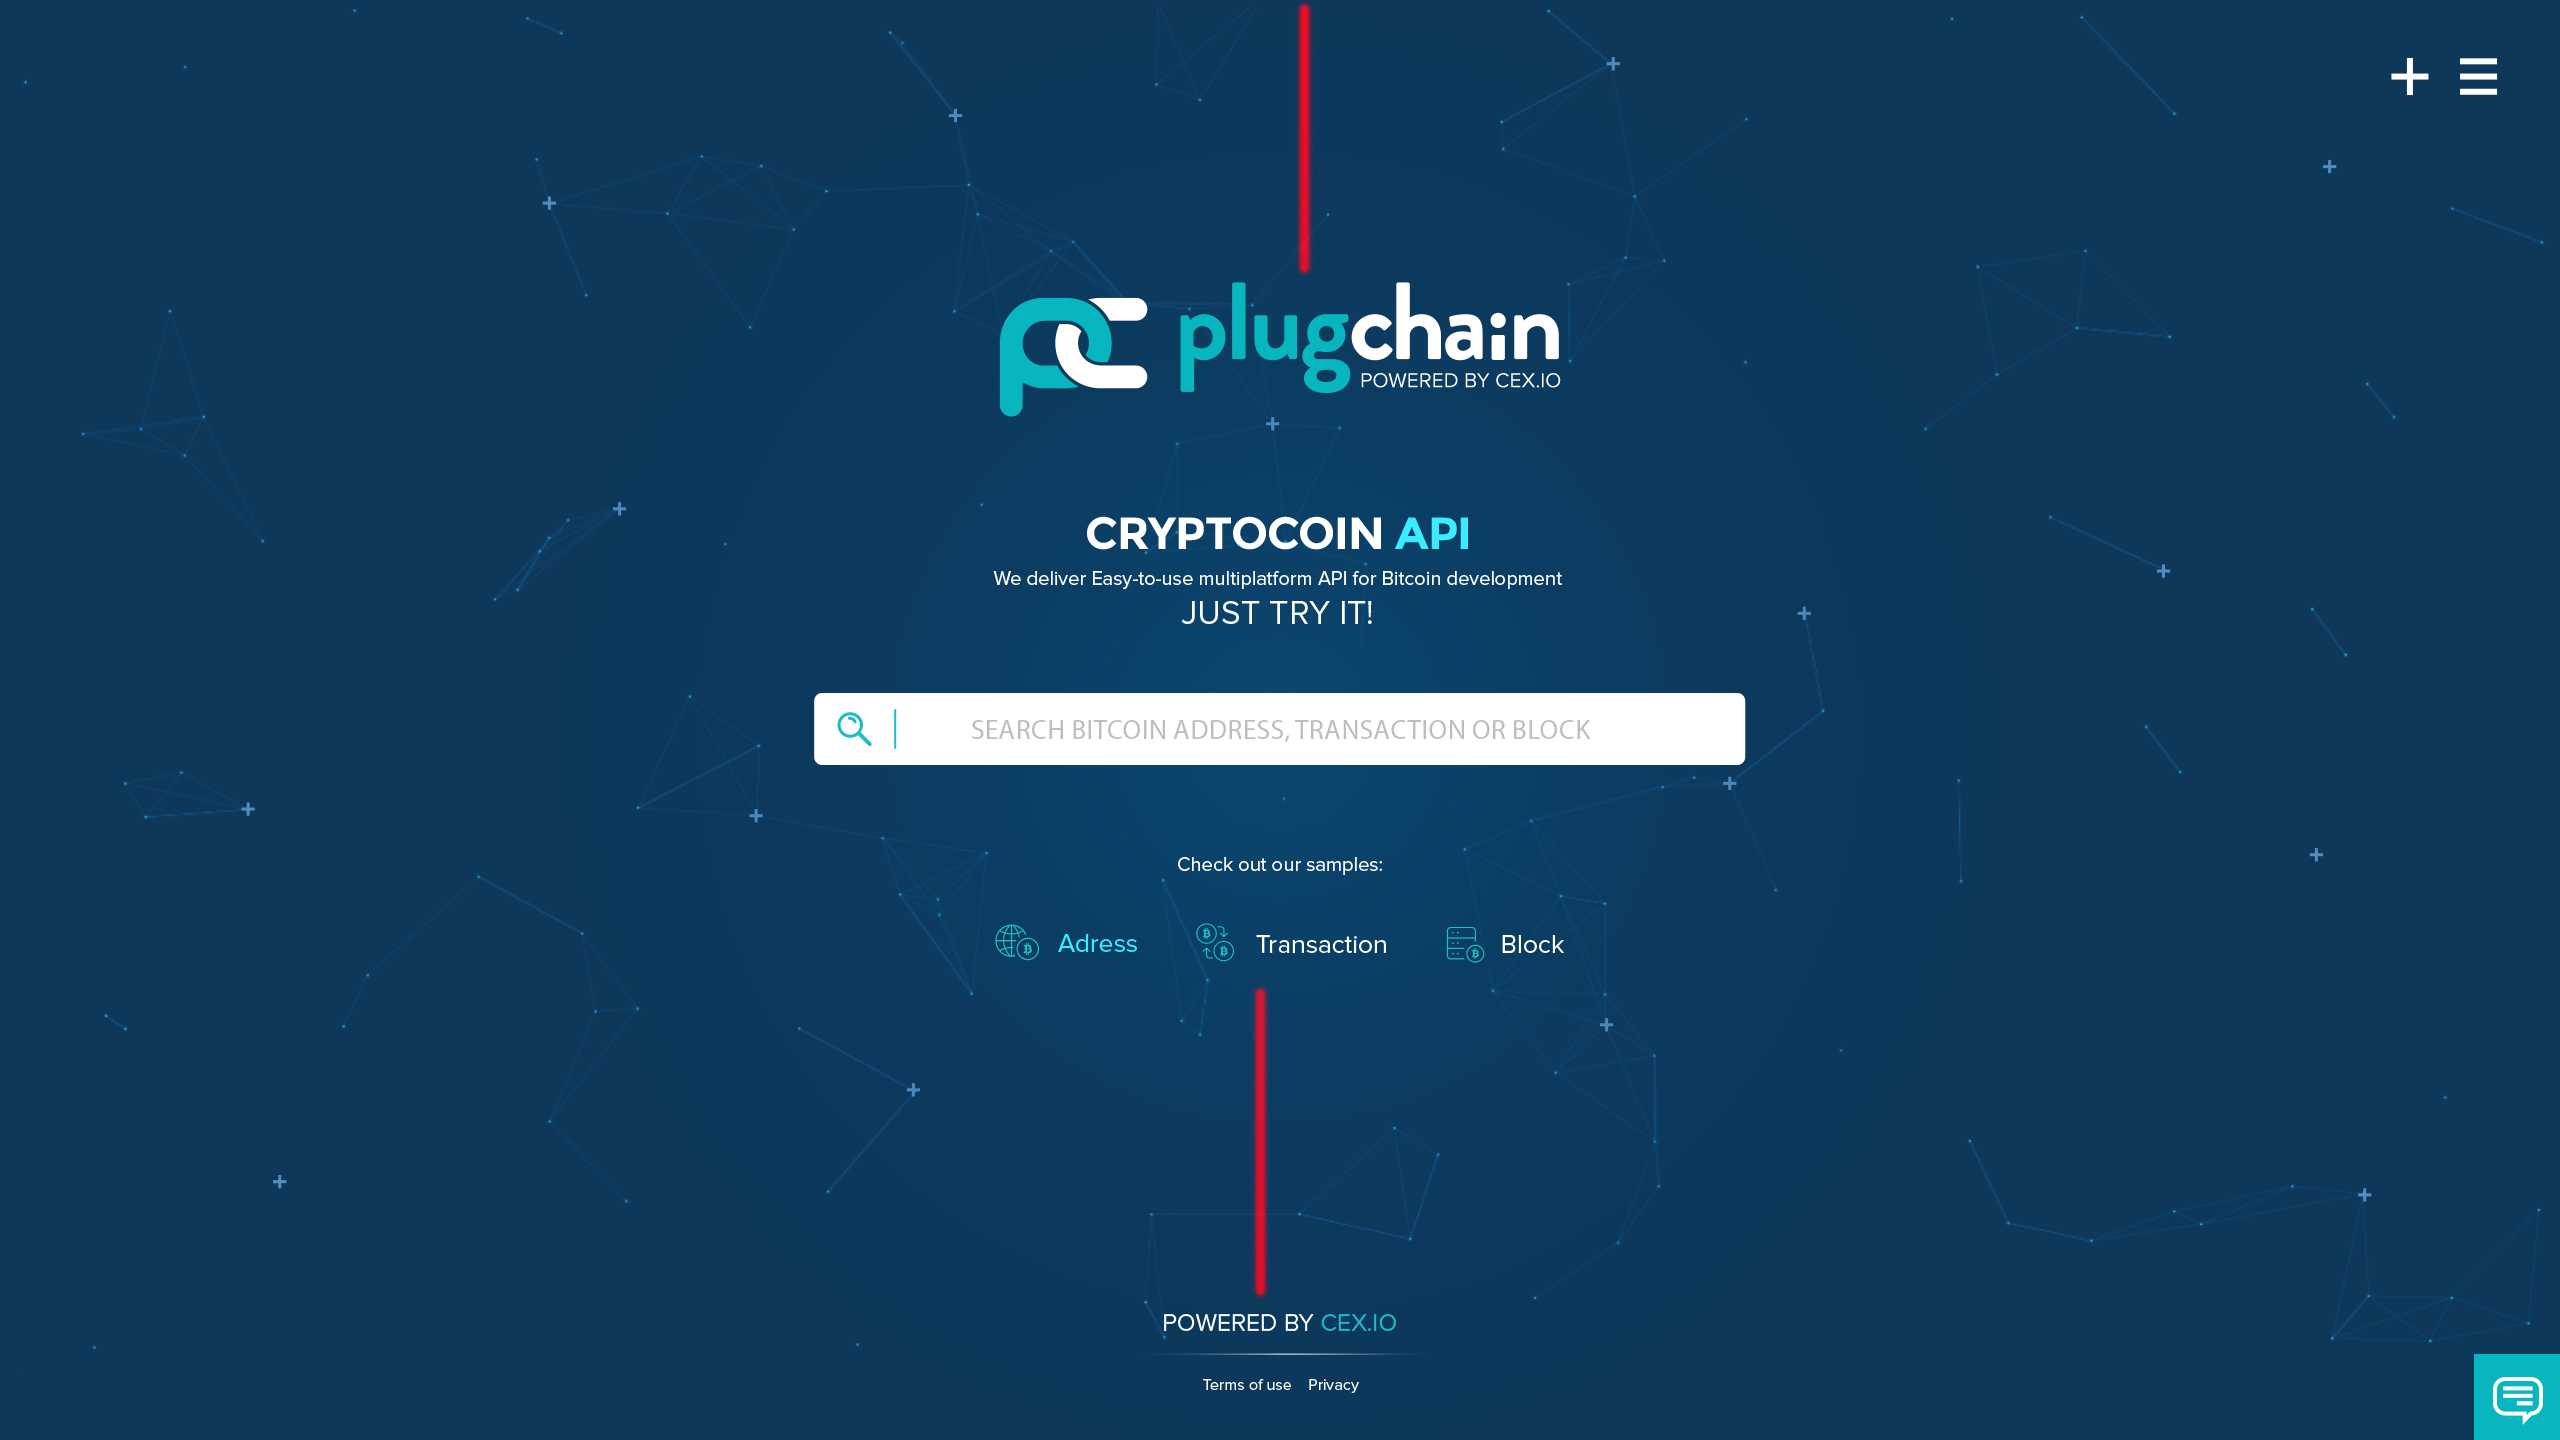 plugchain
POWERED BY CEX.IO
CRYPTOCOIN API
We deliver Easy-to-use multiplatform API for Bitcoin development
JUST TRY IT!
SEARCH BITCOIN ADDRESS, TRANSACTION OR BLOCK
Check out our samples:
Adress Transaction Block
POWERED BY CEX.IO
Terms of use Privacy